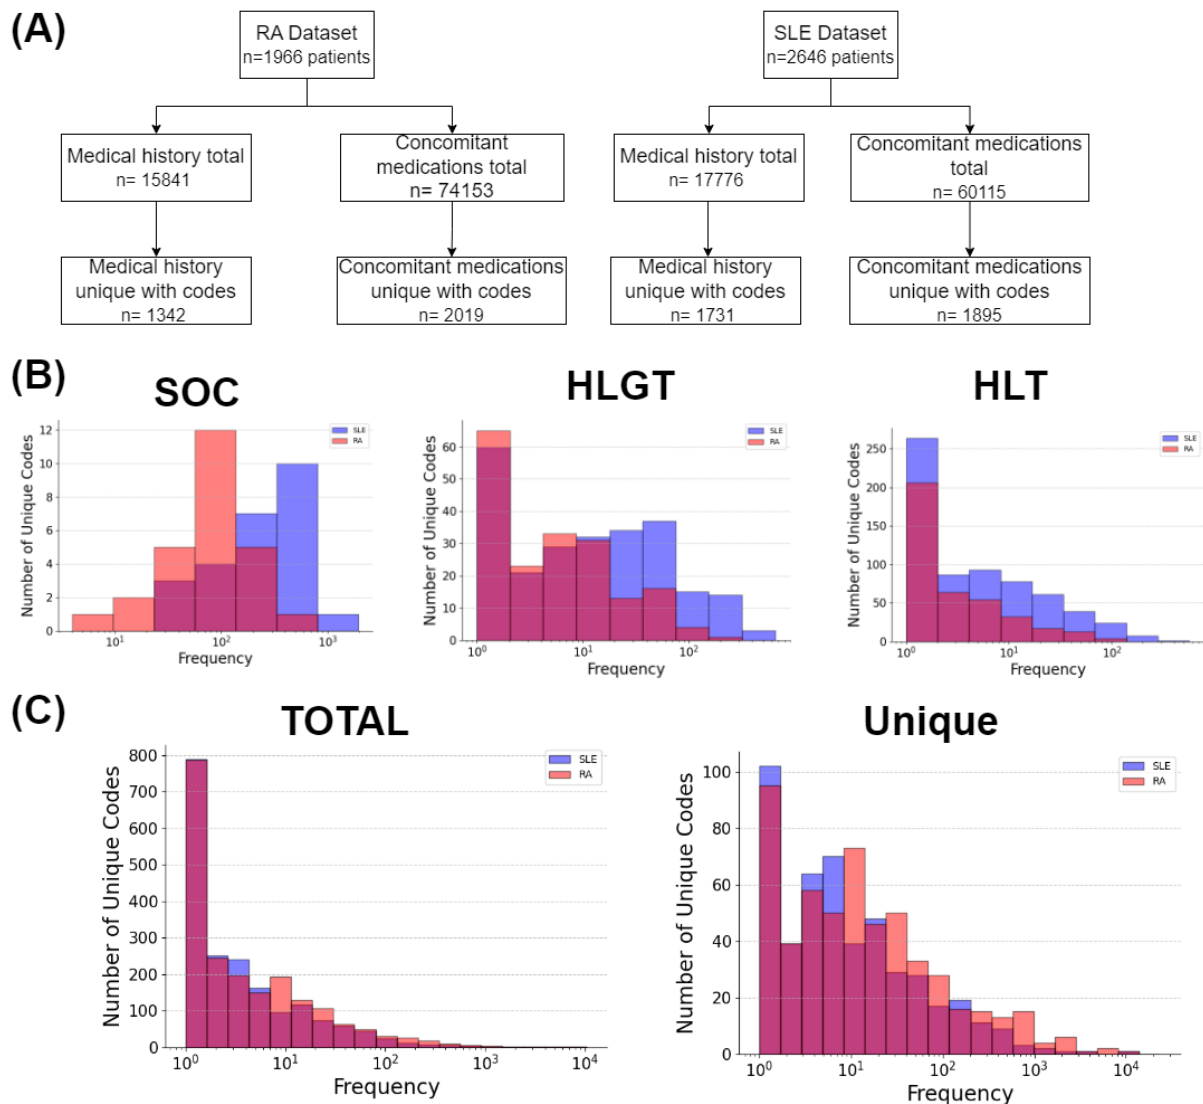 (A)
RA Dataset
n=1966 patients
SLE Dataset
n=2646 patients
Medical history total
n= 15841
Concomitant
medications total
n= 74153
Medical history total
n= 17776
Concomitant medications
total
n= 60115
Medical history
unique with codes
n= 1342
Concomitant medications
unique with codes
n= 2019
Medical history
unique with codes
n= 1731
Concomitant medications
unique with codes
n= 1895
(B)
SOC
Number of Unique Codes
12
10
8
6
4
2
0
SLE
RA
10¹
10²
10³
Frequency
HLGT
Number of Unique Codes
60
50
40
30
20
10
0
SLE
RA
10⁰
10¹
10²
Frequency
HLT
Number of Unique Codes
250
200
150
100
50
0
SLE
RA
10⁰
10¹
10²
Frequency
(C)
TOTAL
Number of Unique Codes
800
700
600
500
400
300
200
100
0
SLE
RA
10⁰
10¹
10²
10³
10⁴
Frequency
Unique
Number of Unique Codes
100
80
60
40
20
0
SLE
RA
10⁰
10¹
10²
10³
10⁴
Frequency